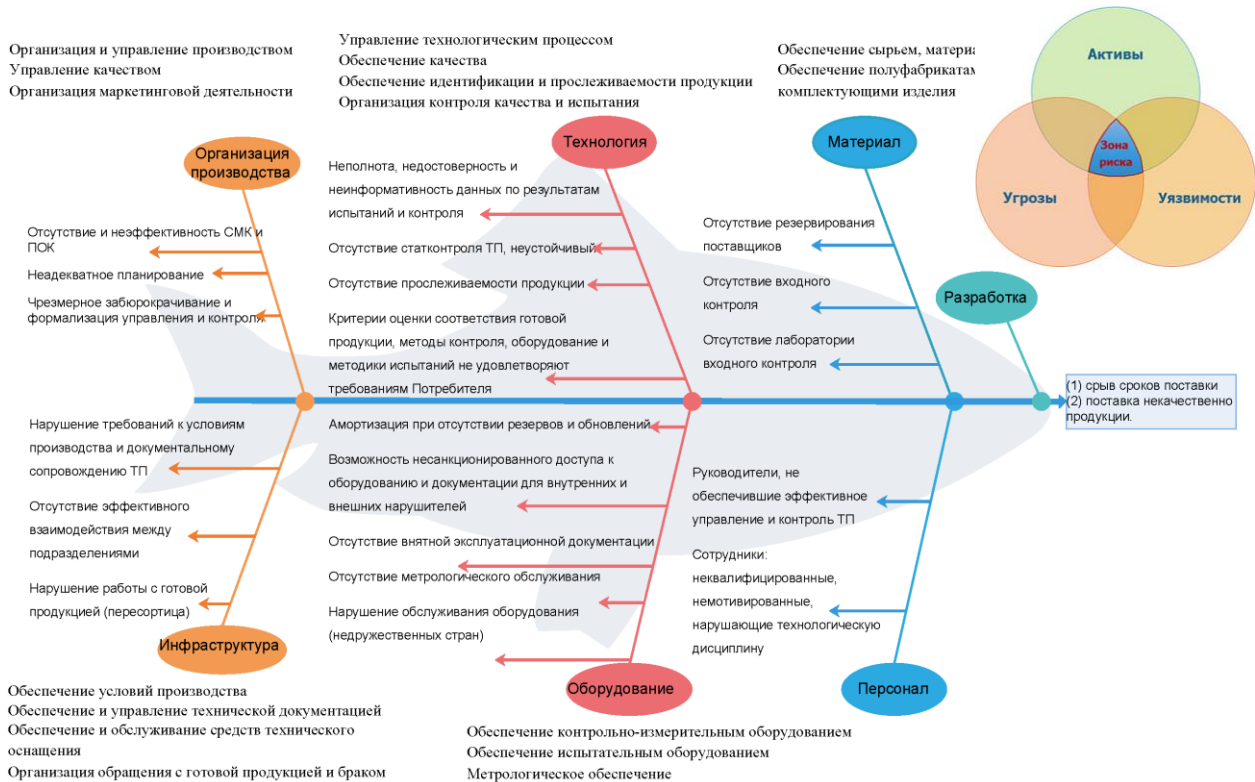 Организация и управление производством
Управление качеством
Организация маркетинговой деятельности
Управление технологическим процессом
Обеспечение качества
Обеспечение идентификации и прослеживаемости продукции
Организация контроля качества и испытания
Обеспечение сырьем, материа
Обеспечение полуфабрикатам
комплектующими изделия
Активы
Угрозы
Зона
риска
Уязвимости
Организация
производства
Отсутствие и неэффективность СМК и
ПОК
Неадекватное планирование
Чрезмерное забюрокрачивание и
формализация управления и контроля
Технология
Неполнота, недостоверность и
неинформативность данных по результатам
испытаний и контроля
Отсутствие статконтроля ТП, неустойчивый
Отсутствие прослеживаемости продукции
Критерии оценки соответствия готовой
продукции, методы контроля, оборудование и
методики испытаний не удовлетворяют
требованиям Потребителя
Материал
Отсутствие резервирования
поставщиков
Отсутствие входного
контроля
Отсутствие лаборатории
входного контроля
Разработка
(1) срыв сроков поставки
(2) поставка некачественно
продукции.
Нарушение требований к условиям
производства и документальному
сопровождению ТП
Отсутствие эффективного
взаимодействия между
подразделениями
Нарушение работы с готовой
продукцией (пересортица)
Инфраструктура
Амортизация при отсутствии резервов и обновлений
Возможность несанкционированного доступа к
оборудованию и документации для внутренних и
внешних нарушителей
Отсутствие внятной эксплуатационной документации
Отсутствие метрологического обслуживания
Нарушение обслуживания оборудования
(недружественных стран)
Оборудование
Руководители, не
обеспечившие эффективное
управление и контроль ТП
Сотрудники:
неквалифицированные,
немотивированные,
нарушающие технологическую
дисциплину
Персонал
Обеспечение условий производства
Обеспечение и управление технической документацией
Обеспечение и обслуживание средств технического
оснащения
Организация обращения с готовой продукцией и браком
Обеспечение контрольно-измерительным оборудованием
Обеспечение испытательным оборудованием
Метрологическое обеспечение